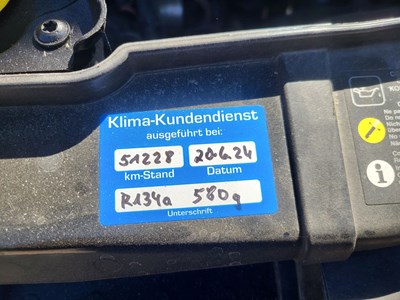 Klima-Kundendienst
ausgeführt bei:
51228 20.6.24
km-Stand Datum
R134a 580g
Unterschrift